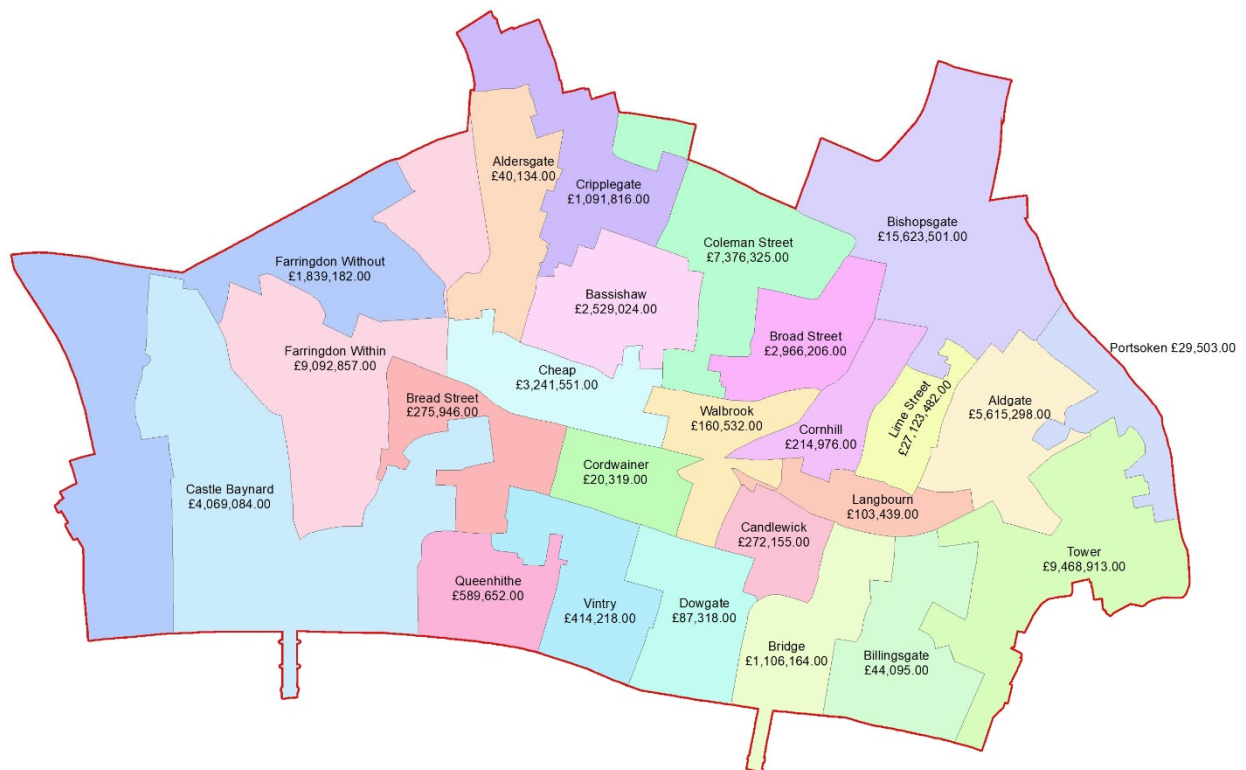 Aldersgate
£40,134.00
Cripplegate
£1,091,816.00
Bishopsgate
£15,623,501.00
Coleman Street
£7,376,325.00
Farringdon Without
£1,839,182.00
Bassishaw
£2,529,024.00
Broad Street
£2,966,206.00
Portsoken £29,503.00
Farringdon Within
£9,092,857.00
Cheap
£3,241,551.00
Lime Street
£27,123,482.00
Aldgate
£5,615,298.00
Bread Street
£275,946.00
Walbrook
£160,532.00
Cornhill
£214,976.00
Cordwainer
£20,319.00
Castle Baynard
£4,069,084.00
Langbourn
£103,439.00
Candlewick
£272,155.00
Tower
£9,468,913.00
Queenhithe
£589,652.00
Vintry
£414,218.00
Dowgate
£87,318.00
Bridge
£1,106,164.00
Billingsgate
£44,095.00